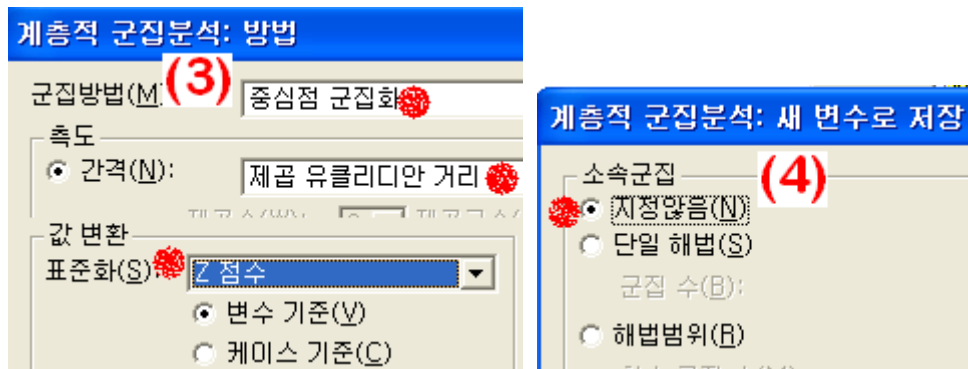 계층적 군집분석: 방법
(3)
군집방법(M
중심점 군집화
측도
간격(N):
제곱 유클리디안 거리
값 변환
표준화(S):
Z 점수
변수 기준(V)
케이스 기준(C)
계층적 군집분석: 새 변수로 저장
(4)
소속군집
지정않음(N)
단일 해법(S)
군집 수(B):
해법범위(R)